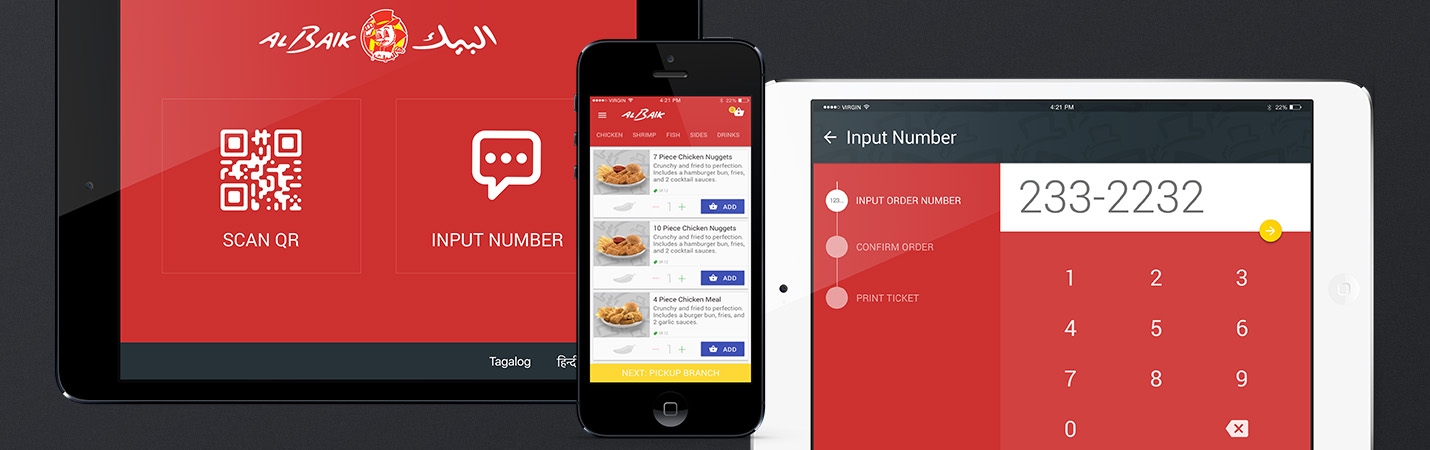 ALBAIK البيك
SCAN QR
INPUT NUMBER
Tagalog
हिन्दी
VIRGIN 4:21 PM 22%
ALBAIK
CHICKEN SHRIMP FISH SIDES DRINKS
7 Piece Chicken Nuggets
Crunchy and fried to perfection.
Includes a hamburger bun, fries,
and 2 cocktail sauces.
1 ADD
10 Piece Chicken Nuggets
Crunchy and fried to perfection.
Includes a hamburger bun, fries,
and 2 cocktail sauces.
1 ADD
4 Piece Chicken Meal
Crunchy and fried to perfection.
Includes a burger bun, fries, and
2 garlic sauces.
1 ADD
NEXT: PICKUP BRANCH
VIRGIN 4:21 PM 22%
Input Number
123...
INPUT ORDER NUMBER
CONFIRM ORDER
PRINT TICKET
233-2232
1 2 3
4 5 6
7 8 9
0